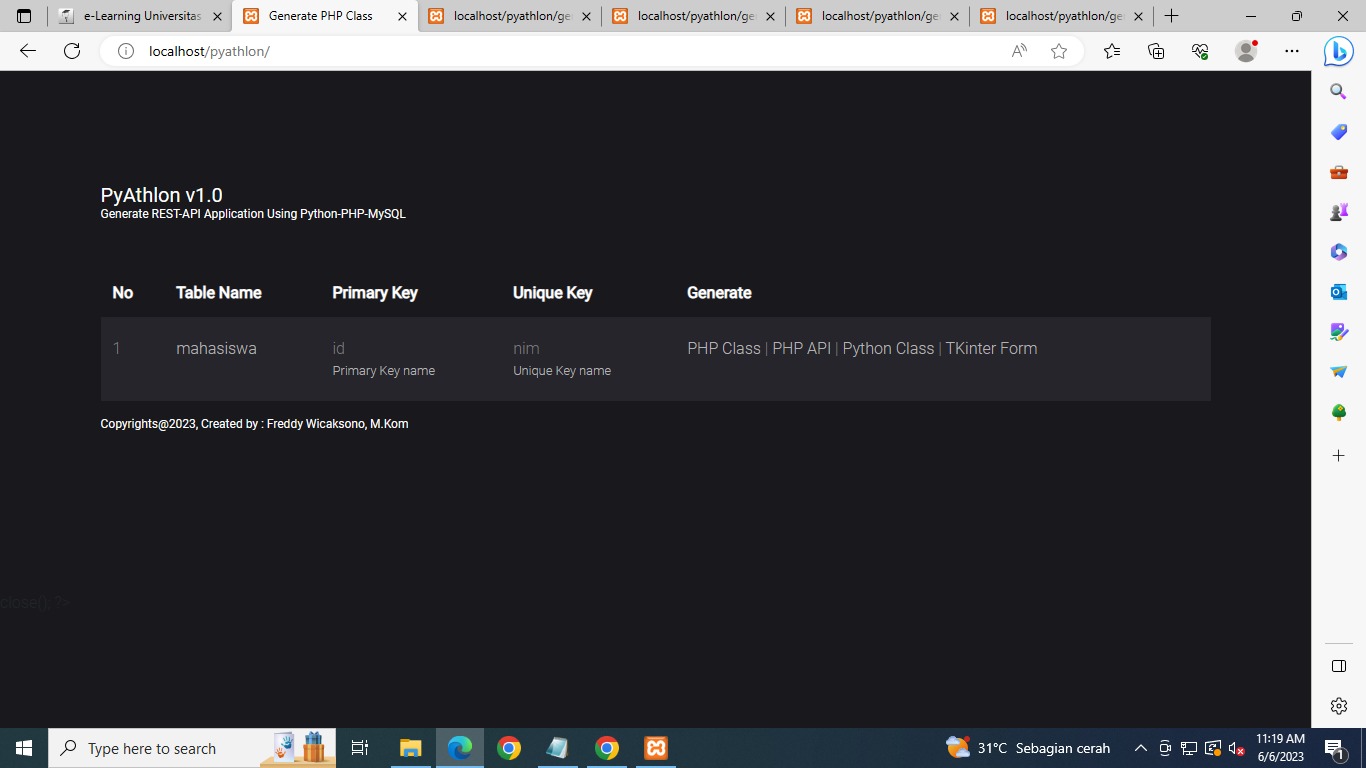 e-Learning Universitas
Generate PHP Class
localhost/pyathlon/ge
localhost/pyathlon/ge
localhost/pyathlon/ge
localhost/pyathlon/ge
localhost/pyathlon/
PyAthlon v1.0
Generate REST-API Application Using Python-PHP-MySQL
No Table Name Primary Key Unique Key Generate
1 mahasiswa id nim PHP Class | PHP API | Python Class | TKinter Form
Primary Key name Unique Key name
Copyrights@2023, Created by : Freddy Wicaksono, M.Kom
close(); ?>
Type here to search
31°C Sebagian cerah
11:19 AM
6/6/2023
1